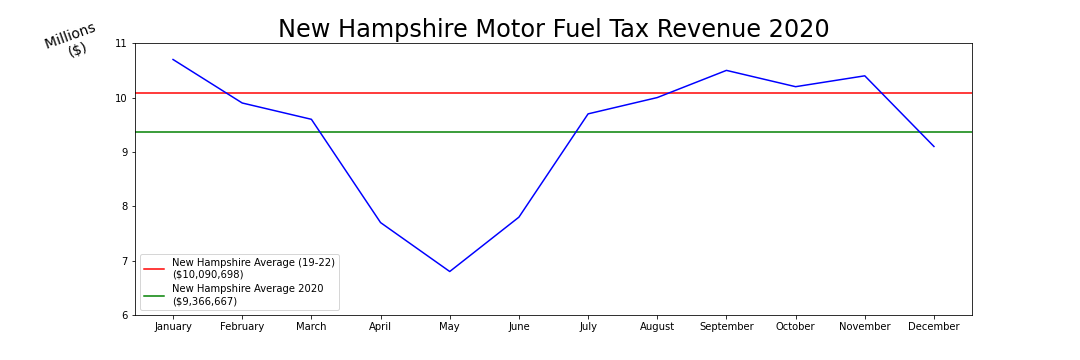 New Hampshire Motor Fuel Tax Revenue 2020
Millions
($)
11
10
9
8
7
6
New Hampshire Average (19-22)
($10,090,698)
New Hampshire Average 2020
($9,366,667)
January February March April May June July August September October November December